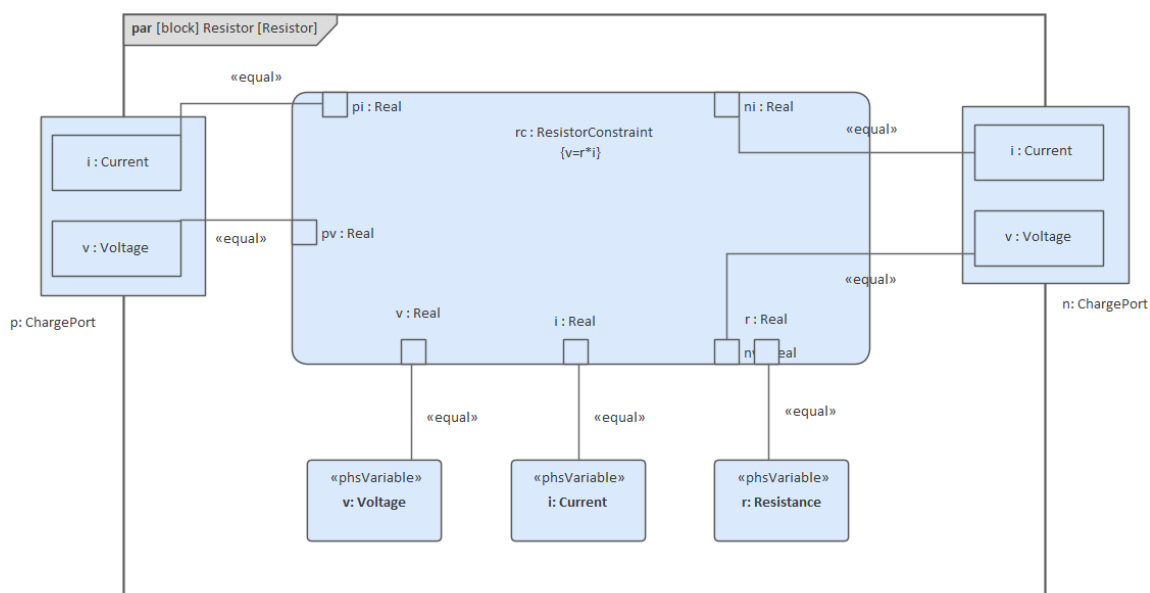 par [block] Resistor [Resistor]
«equal»
pi : Real
ni : Real
rc : ResistorConstraint
{v=r*i}
«equal»
i : Current
i : Current
pv : Real
«equal»
v : Voltage
v : Voltage
«equal»
p: ChargePort
n: ChargePort
v : Real
i : Real
r : Real
«equal»
«equal»
«equal»
«phsVariable»
v: Voltage
«phsVariable»
i: Current
«phsVariable»
r: Resistance